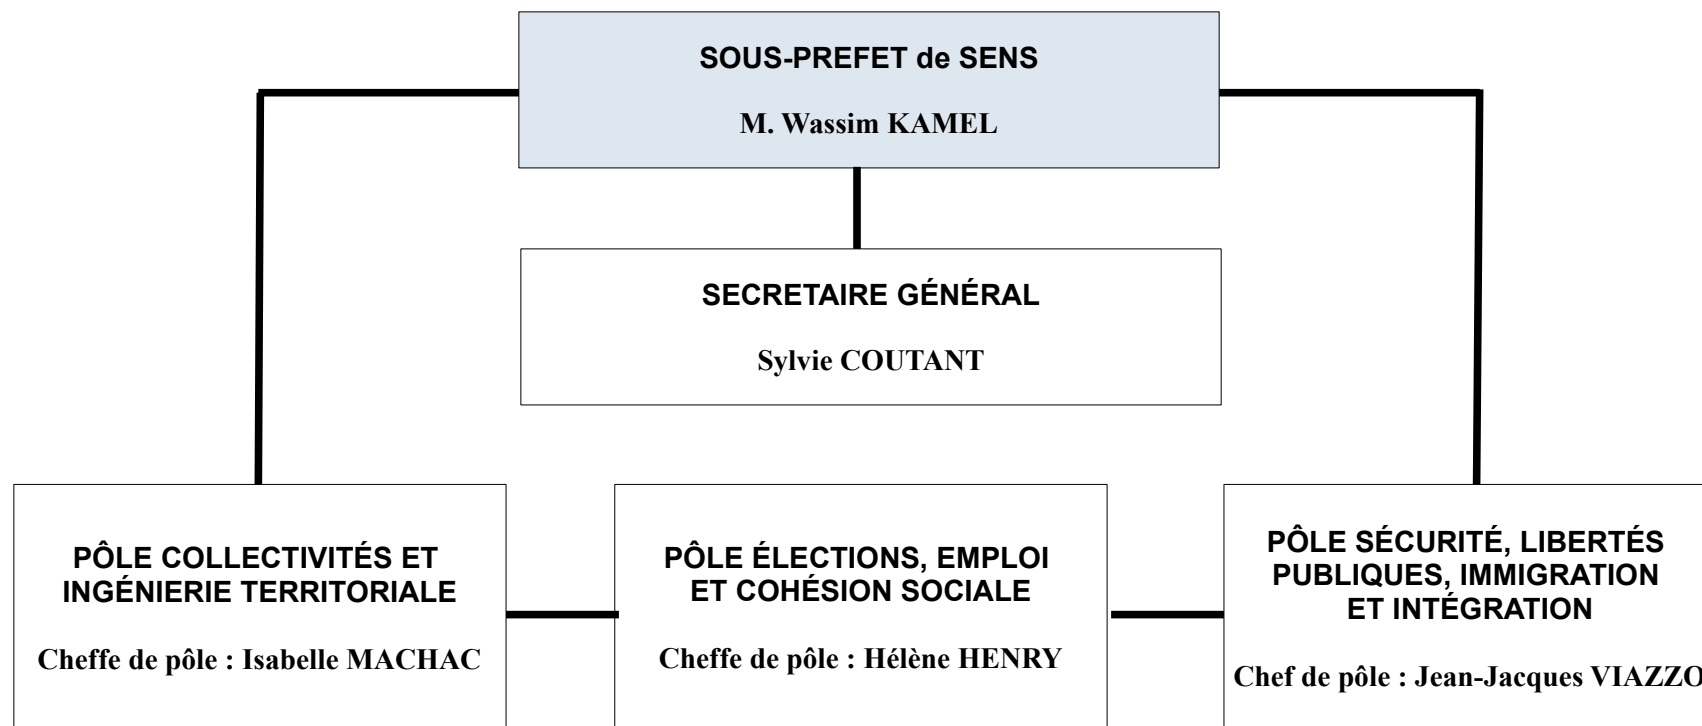 SOUS-PREFET de SENS
M. Wassim KAMEL
SECRETAIRE GÉNÉRAL
Sylvie COUTANT
PÔLE COLLECTIVITÉS ET
INGÉNIERIE TERRITORIALE
Cheffe de pôle : Isabelle MACHAC
PÔLE ÉLECTIONS, EMPLOI
ET COHÉSION SOCIALE
Cheffe de pôle : Hélène HENRY
PÔLE SÉCURITÉ, LIBERTÉS
PUBLIQUES, IMMIGRATION
ET INTÉGRATION
Chef de pôle : Jean-Jacques VIAZZO